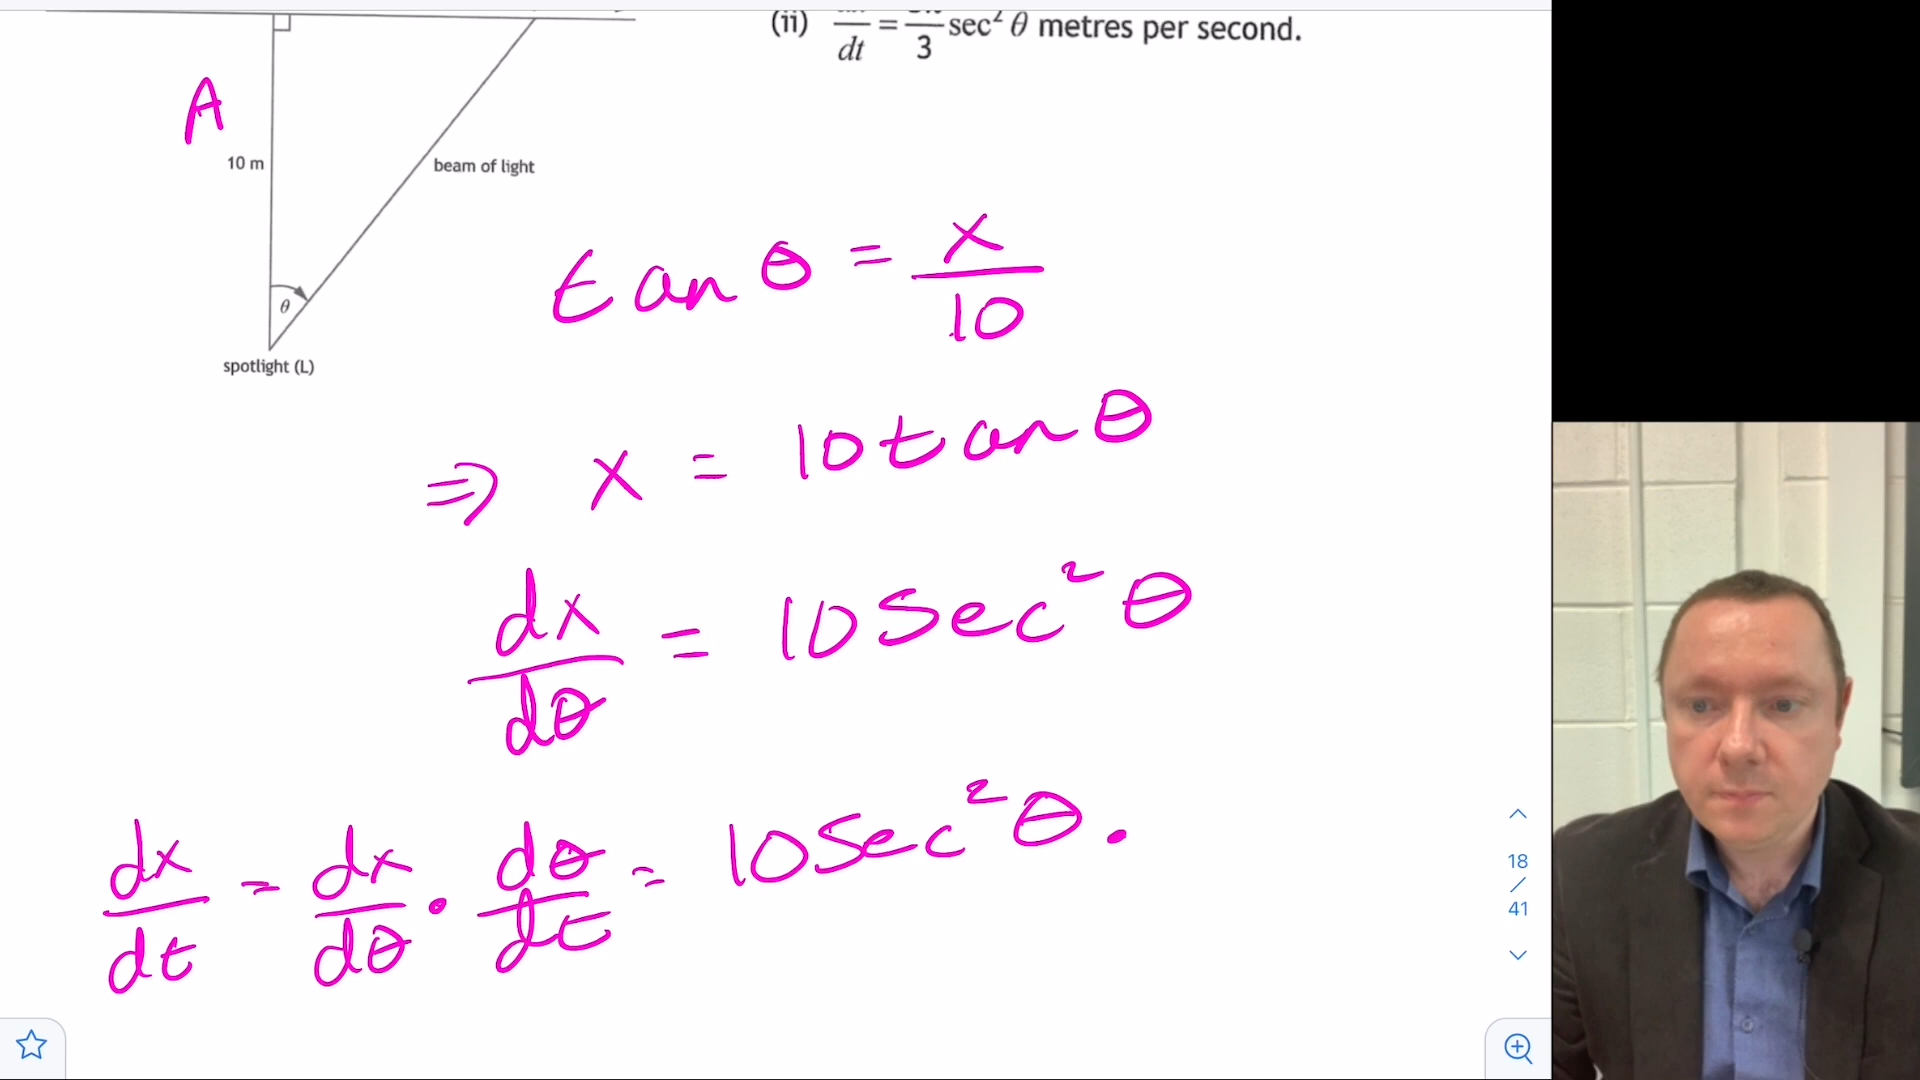 (ii) dt = 3 sec² θ metres per second.
A
10 m
beam of light
θ
spotlight (L)
tan θ = x/10
⇒ x = 10 tan θ
dx/dθ = 10 sec² θ
dx/dt = dx/dθ · dθ/dt = 10 sec² θ ·
18
/
41